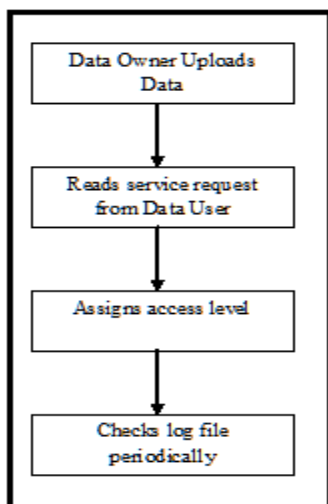 Data Owner Uploads
Data
Reads service request
from Data User
Assigns access level
Checks log file
periodically